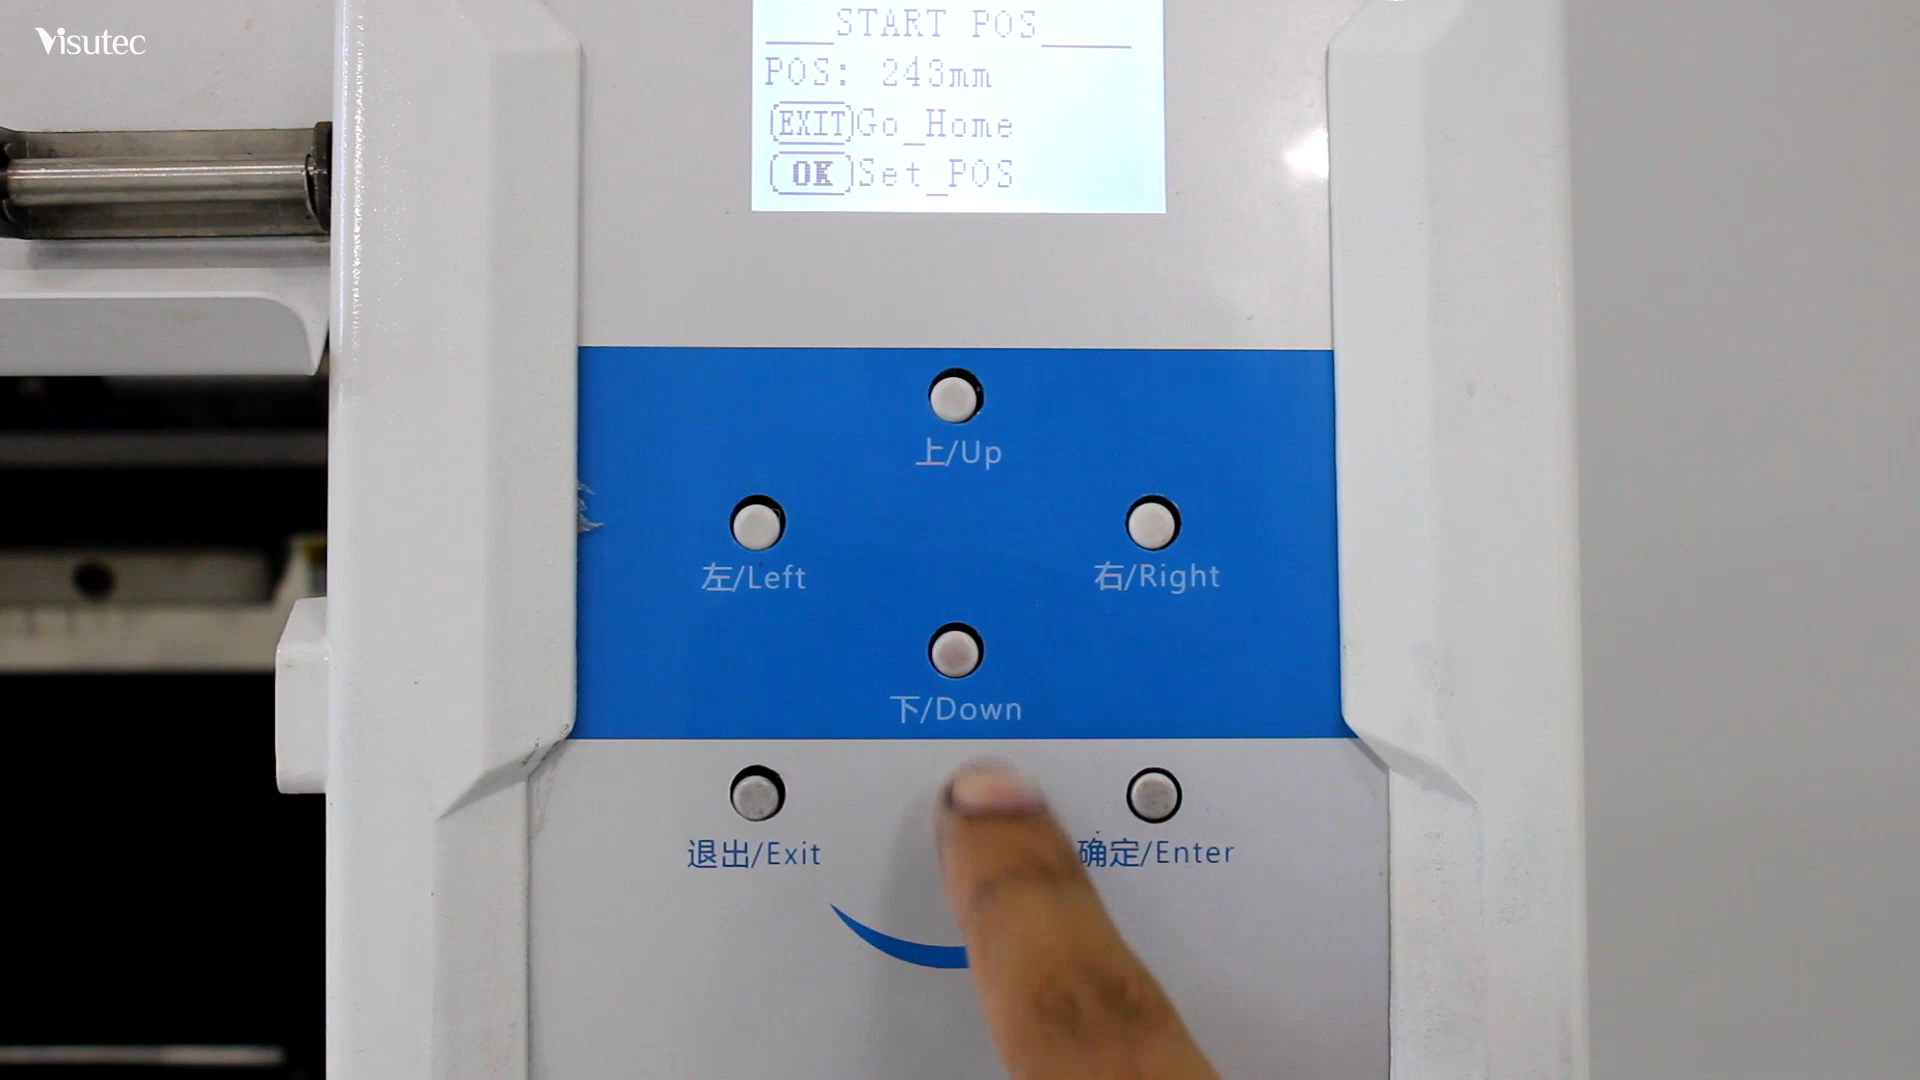 Visutec
START POS
POS: 243mm
EXIT Go_Home
OK Set_POS
上/Up
左/Left
右/Right
下/Down
退出/Exit
确定/Enter